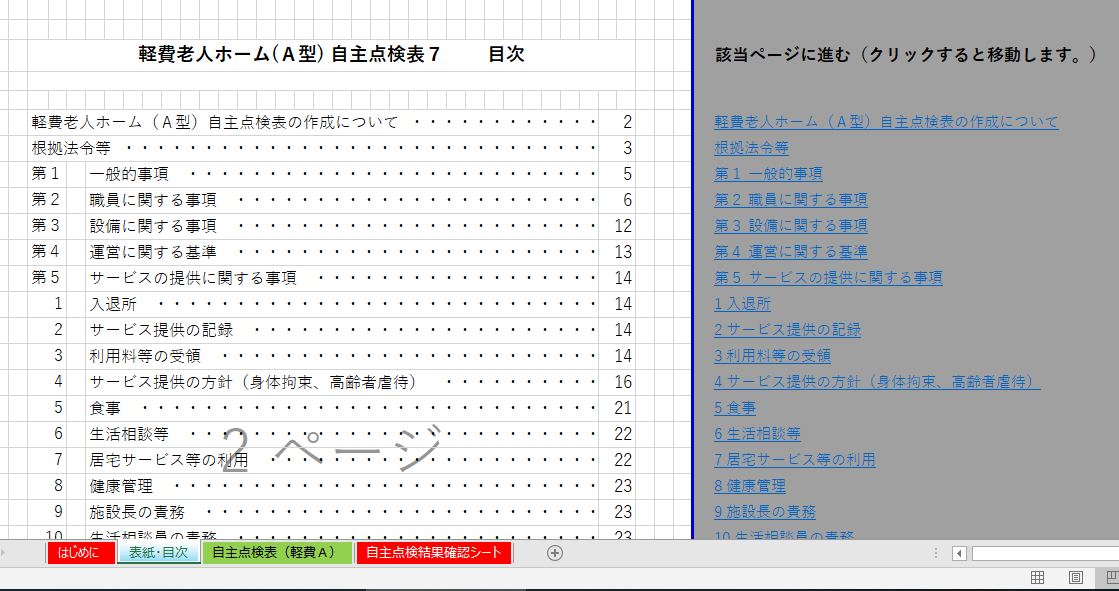 軽費老人ホーム(Ａ型) 自主点検表７　　目次　　該当ページに進む（クリックすると移動します。）
軽費老人ホーム（Ａ型）自主点検表の作成について ・・・・・・・・・・・・ 2　　軽費老人ホーム（Ａ型）自主点検表の作成について
根拠法令等 ・・・・・・・・・・・・・・・・・・・・・・・・・・・・・・ 3　　根拠法令等
第１　一般的事項 ・・・・・・・・・・・・・・・・・・・・・・・・・・ 5　　第１ 一般的事項
第２　職員に関する事項 ・・・・・・・・・・・・・・・・・・・・・・・ 6　　第２ 職員に関する事項
第３　設備に関する事項 ・・・・・・・・・・・・・・・・・・・・・・・ 12　　第３ 設備に関する事項
第４　運営に関する基準 ・・・・・・・・・・・・・・・・・・・・・・・ 13　　第４ 運営に関する基準
第５　サービスの提供に関する事項 ・・・・・・・・・・・・・・・・・ 14　　第５ サービスの提供に関する事項
1　入退所 ・・・・・・・・・・・・・・・・・・・・・・・・・・・・ 14　　1 入退所
2　サービス提供の記録 ・・・・・・・・・・・・・・・・・・・・・・ 14　　2 サービス提供の記録
3　利用料等の受領 ・・・・・・・・・・・・・・・・・・・・・・・・ 14　　3 利用料等の受領
4　サービス提供の方針（身体拘束、高齢者虐待） ・・・・・・・・・・ 16　　4 サービス提供の方針（身体拘束、高齢者虐待）
5　食事 ・・・・・・・・・・・・・・・・・・・・・・・・・・・・・ 21　　5 食事
6　生活相談等 ・・・・・・・・・・・・・・・・・・・・・・・・・・ 22　　6 生活相談等
2 ページ
7　居宅サービス等の利用 ・・・・・・・・・・・・・・・・・・・・・ 22　　7 居宅サービス等の利用
8　健康管理 ・・・・・・・・・・・・・・・・・・・・・・・・・・・ 23　　8 健康管理
9　施設長の責務 ・・・・・・・・・・・・・・・・・・・・・・・・・ 23　　9 施設長の責務
10　生活相談員の責務 ・・・・・・・・・・・・・・・・・・・・・・・ 23　　10 生活相談員の責務
はじめに　表紙・目次　自主点検表（軽費Ａ）　自主点検結果確認シート